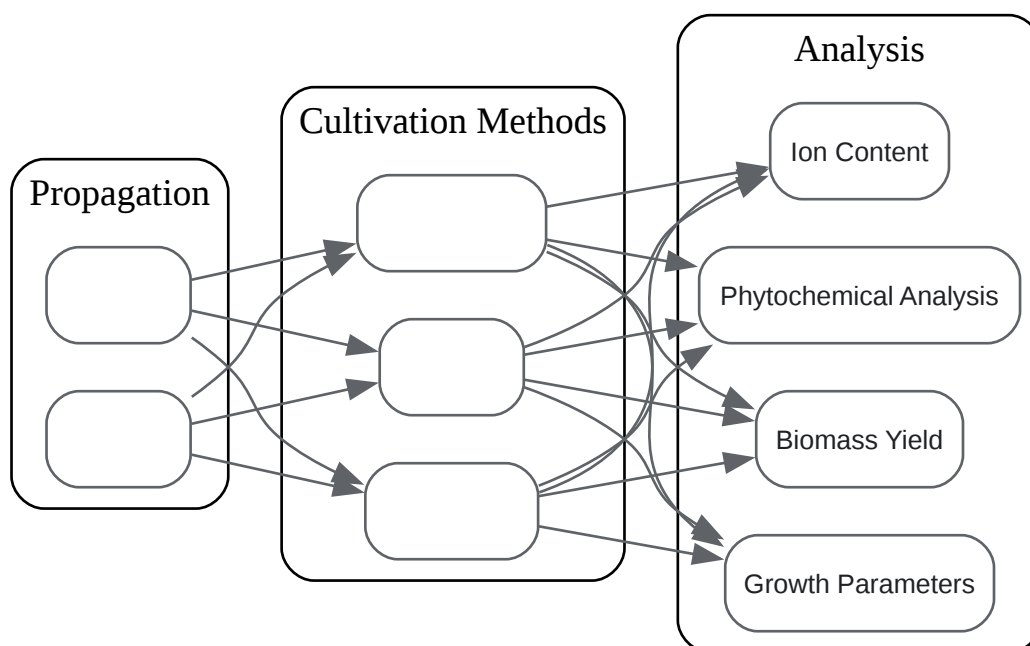 Propagation
Cultivation Methods
Analysis
Ion Content
Phytochemical Analysis
Biomass Yield
Growth Parameters